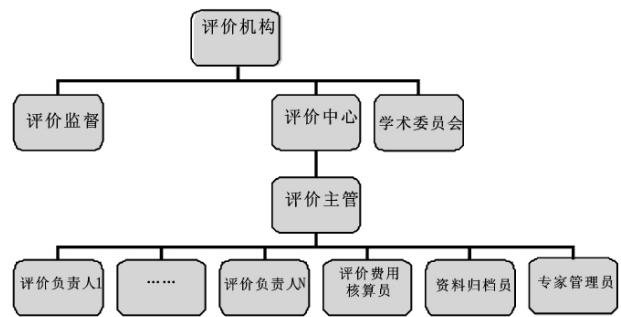 评价机构
评价监督
评价中心
学术委员会
评价主管
评价负责人1
……
评价负责人N
评价费用
核算员
资料归档员
专家管理员